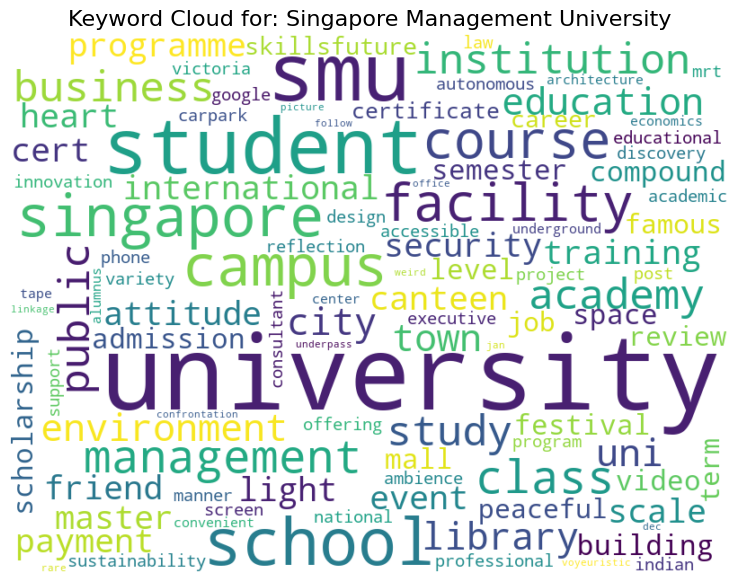 Keyword Cloud for: Singapore Management University
programme skillsfuture law
smu institution
victoria mrt
business google autonomous architecture
picture education
heart carpark certificate career economics
follow
student course educational
cert discovery
semester compound
innovation international office academic
singapore facility
design famous
accessible underground
reflection security training
public phone campus weird level project post
variety
tape canteen academy
alumnus center
linkage attitude city executive job space
admission consultant town review
underpass jan
university
scholarship support
confrontation
environment offering study festival
program uni
management mall class term
ambience video
friend manner light event peaceful scale
screen
master convenient national library
payment school building
sustainability professional dec
rare voyeuristic indian